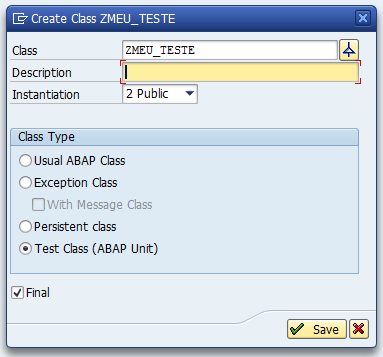 Create Class ZMEU_TESTE
Class ZMEU_TESTE
Description
Instantiation 2 Public
Class Type
Usual ABAP Class
Exception Class
With Message Class
Persistent class
Test Class (ABAP Unit)
Final
Save